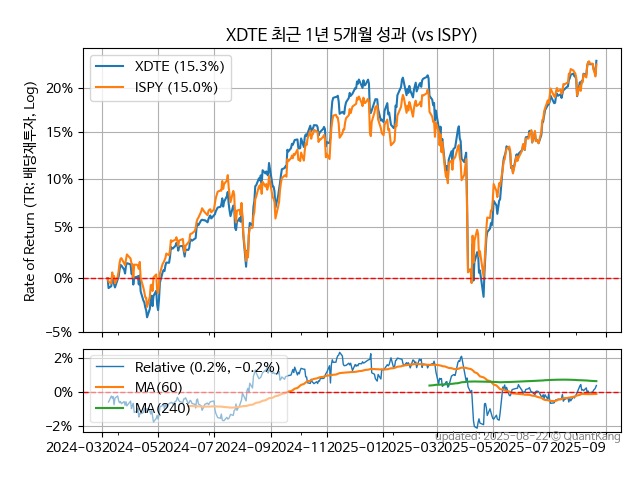 XDTE 최근 1년 5개월 성과 (vs ISPY)
XDTE (15.3%)
ISPY (15.0%)
Rate of Return (TR: 배당재투자, Log)
20%
15%
10%
5%
0%
−5%
Relative (0.2%, −0.2%)
MA(60)
MA(240)
2%
0%
−2%
2024-03
2024-05
2024-07
2024-09
2024-11
2025-01
2025-03
2025-05
2025-07
2025-09
updated: 2025-08-22 © QuantKang